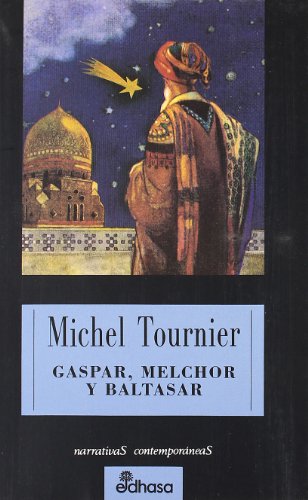 Michel Tournier
GASPAR, MELCHOR
Y BALTASAR
narrativaS contemporáneaS
edhasa